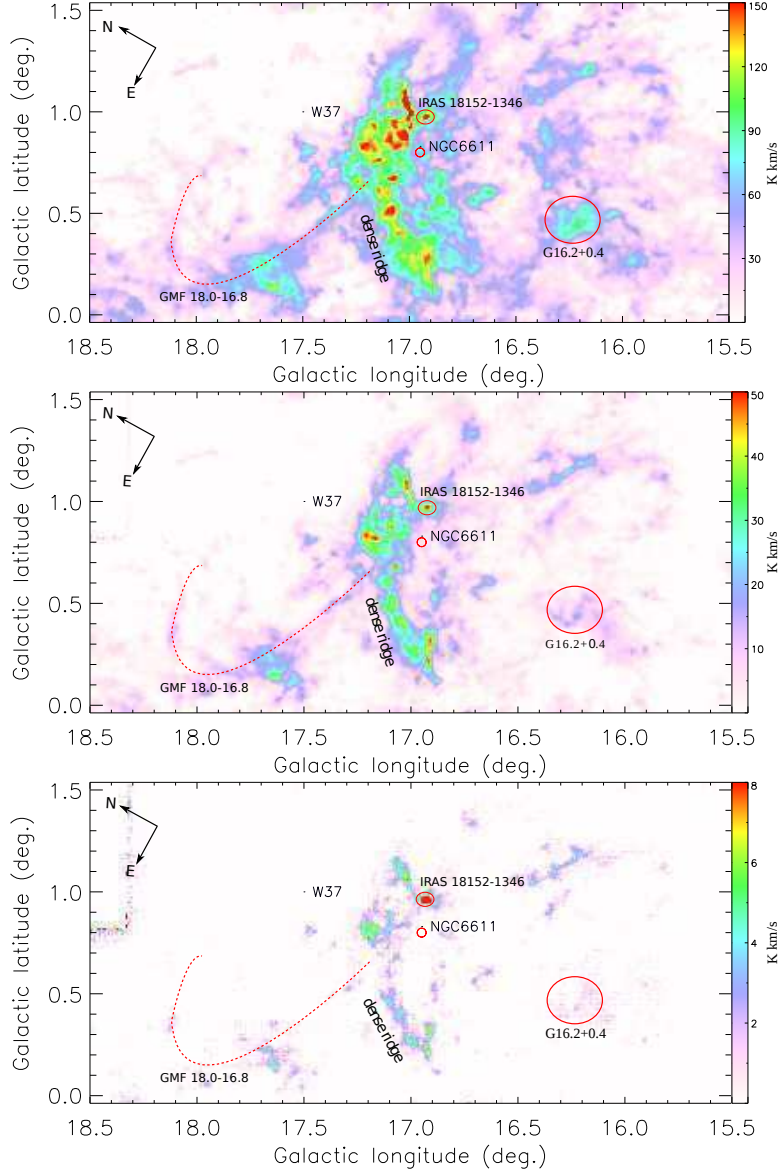 N
E
W37
IRAS 18152-1346
NGC6611
dense ridge
G16.2+0.4
GMF 18.0-16.8
Galactic latitude (deg.)
1.5
1.0
0.5
0.0
18.5 18.0 17.5 17.0 16.5 16.0 15.5
Galactic longitude (deg.)
150
120
90
60
30
K km/s
N
E
W37
IRAS 18152-1346
NGC6611
dense ridge
G16.2+0.4
GMF 18.0-16.8
Galactic latitude (deg.)
1.5
1.0
0.5
0.0
18.5 18.0 17.5 17.0 16.5 16.0 15.5
Galactic longitude (deg.)
50
40
30
20
10
K km/s
N
E
W37
IRAS 18152-1346
NGC6611
dense ridge
G16.2+0.4
GMF 18.0-16.8
Galactic latitude (deg.)
1.5
1.0
0.5
0.0
18.5 18.0 17.5 17.0 16.5 16.0 15.5
Galactic longitude (deg.)
8
6
4
2
K km/s